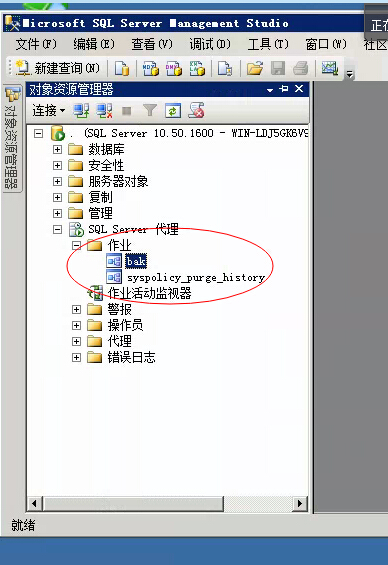 Microsoft SQL Server Management Studio
正在
文件(F) 编辑(E) 查看(V) 调试(D) 工具(T) 窗口(W) 社区
新建查询(N)
对象资源管理器
对象资源管理器
连接
. (SQL Server 10.50.1600 - WIN-LDJ5GK6V9
数据库
安全性
服务器对象
复制
管理
SQL Server 代理
作业
bak
syspolicy_purge_history
作业活动监视器
警报
操作员
代理
错误日志
就绪